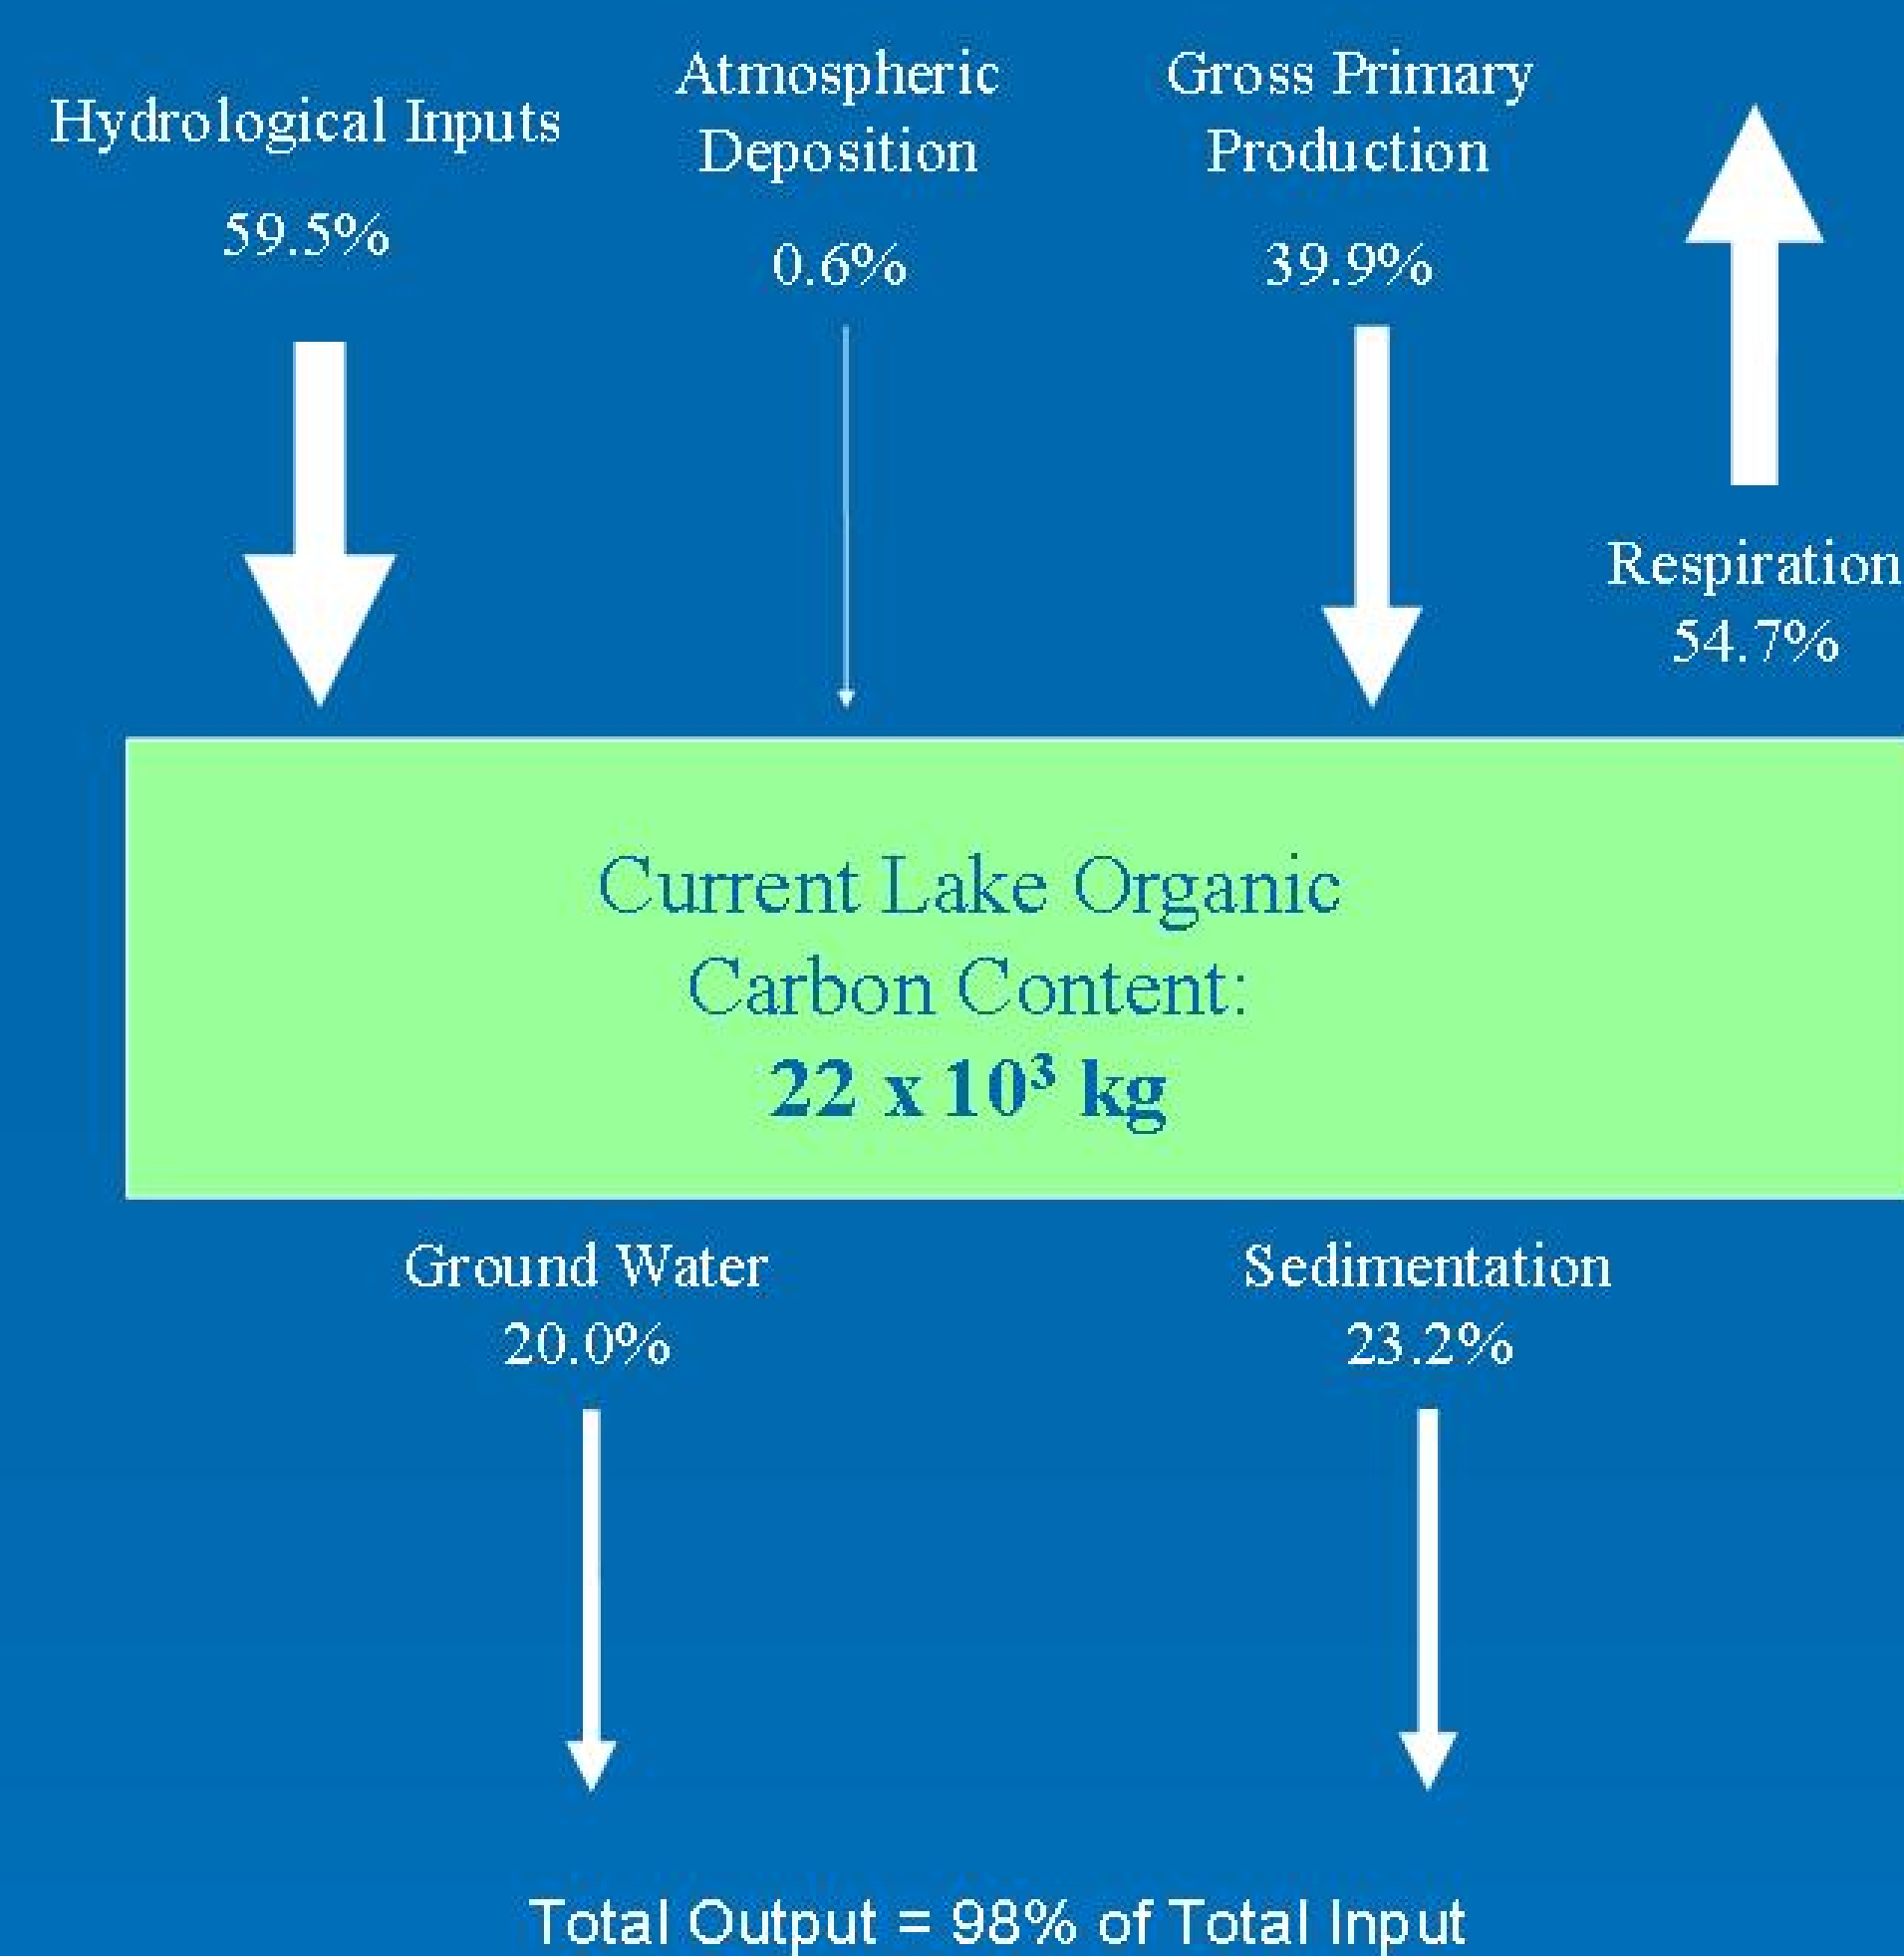 Hydrological Inputs
59.5%
Atmospheric
Deposition
0.6%
Gross Primary
Production
39.9%
Respiration
54.7%
Current Lake Organic
Carbon Content:
22 x 10³ kg
Ground Water
20.0%
Sedimentation
23.2%
Total Output = 98% of Total Input